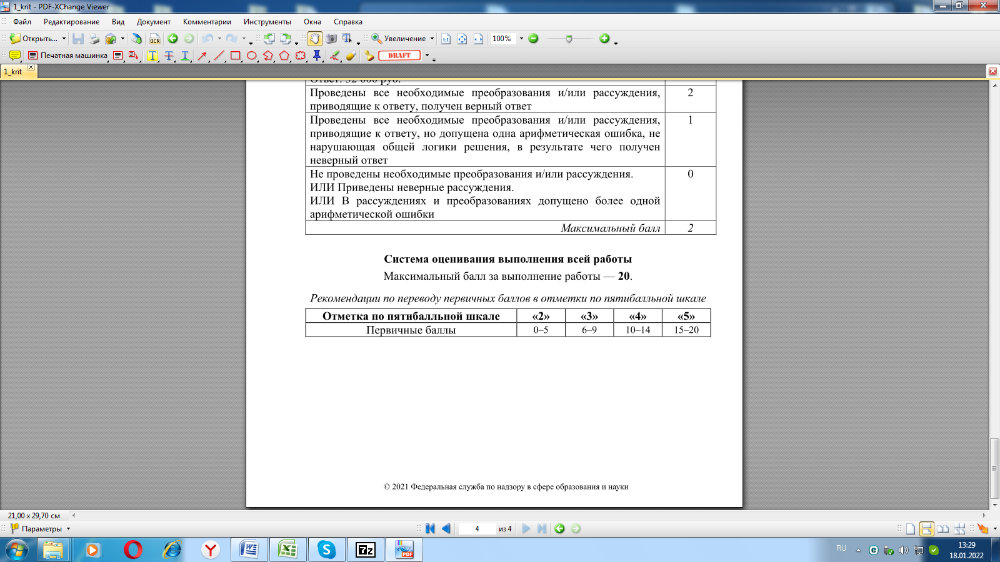 1_krit - PDF-XChange Viewer
Файл Редактирование Вид Документ Комментарии Инструменты Окна Справка
Открыть... OCR Увеличение 1:1 100%
Печатная машинка DRAFT
1_krit
Ответ: 32 000 руб.
Проведены все необходимые преобразования и/или рассуждения, 2
приводящие к ответу, получен верный ответ
Проведены все необходимые преобразования и/или рассуждения, 1
приводящие к ответу, но допущена одна арифметическая ошибка, не
нарушающая общей логики решения, в результате чего получен
неверный ответ
Не проведены необходимые преобразования и/или рассуждения. 0
ИЛИ Приведены неверные рассуждения.
ИЛИ В рассуждениях и преобразованиях допущено более одной
арифметической ошибки
Максимальный балл 2
Система оценивания выполнения всей работы
Максимальный балл за выполнение работы — 20.
Рекомендации по переводу первичных баллов в отметки по пятибалльной шкале
Отметка по пятибалльной шкале «2» «3» «4» «5»
Первичные баллы 0–5 6–9 10–14 15–20
© 2021 Федеральная служба по надзору в сфере образования и науки
21,00 x 29,70 см
Параметры 4 из 4
RU 13:29
18.01.2022